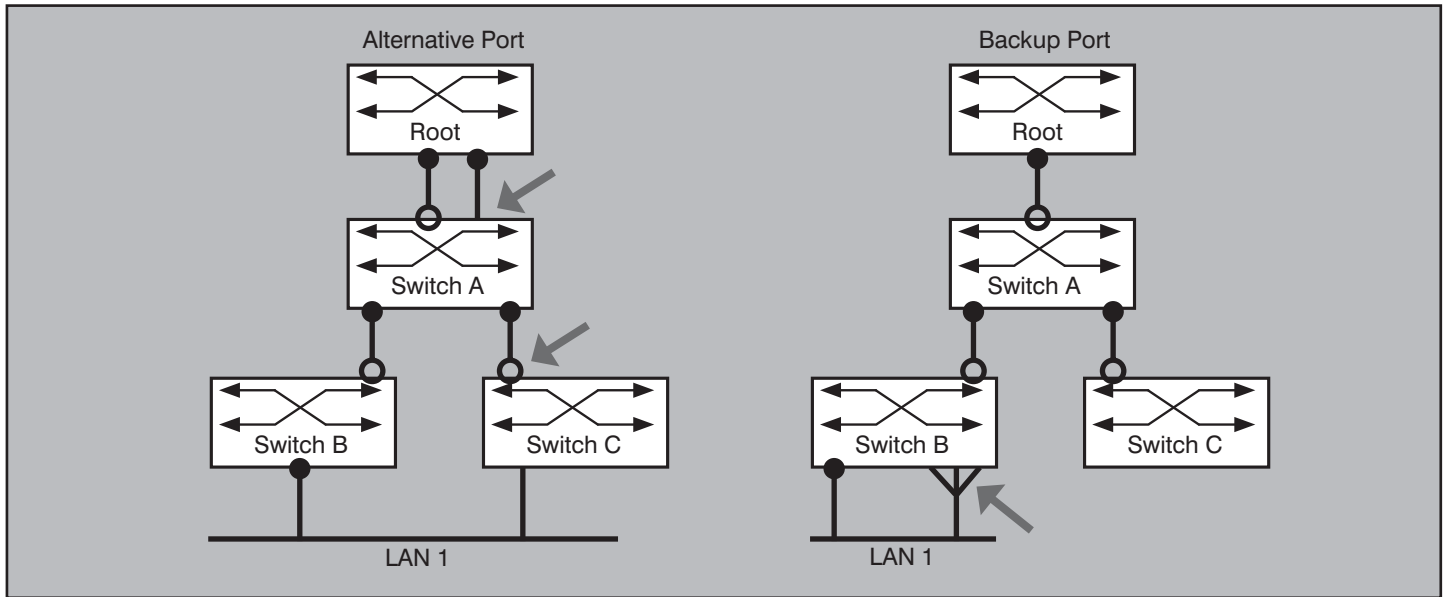 Alternative Port
Root
Switch A
Switch B
Switch C
LAN 1
Backup Port
Root
Switch A
Switch B
Switch C
LAN 1